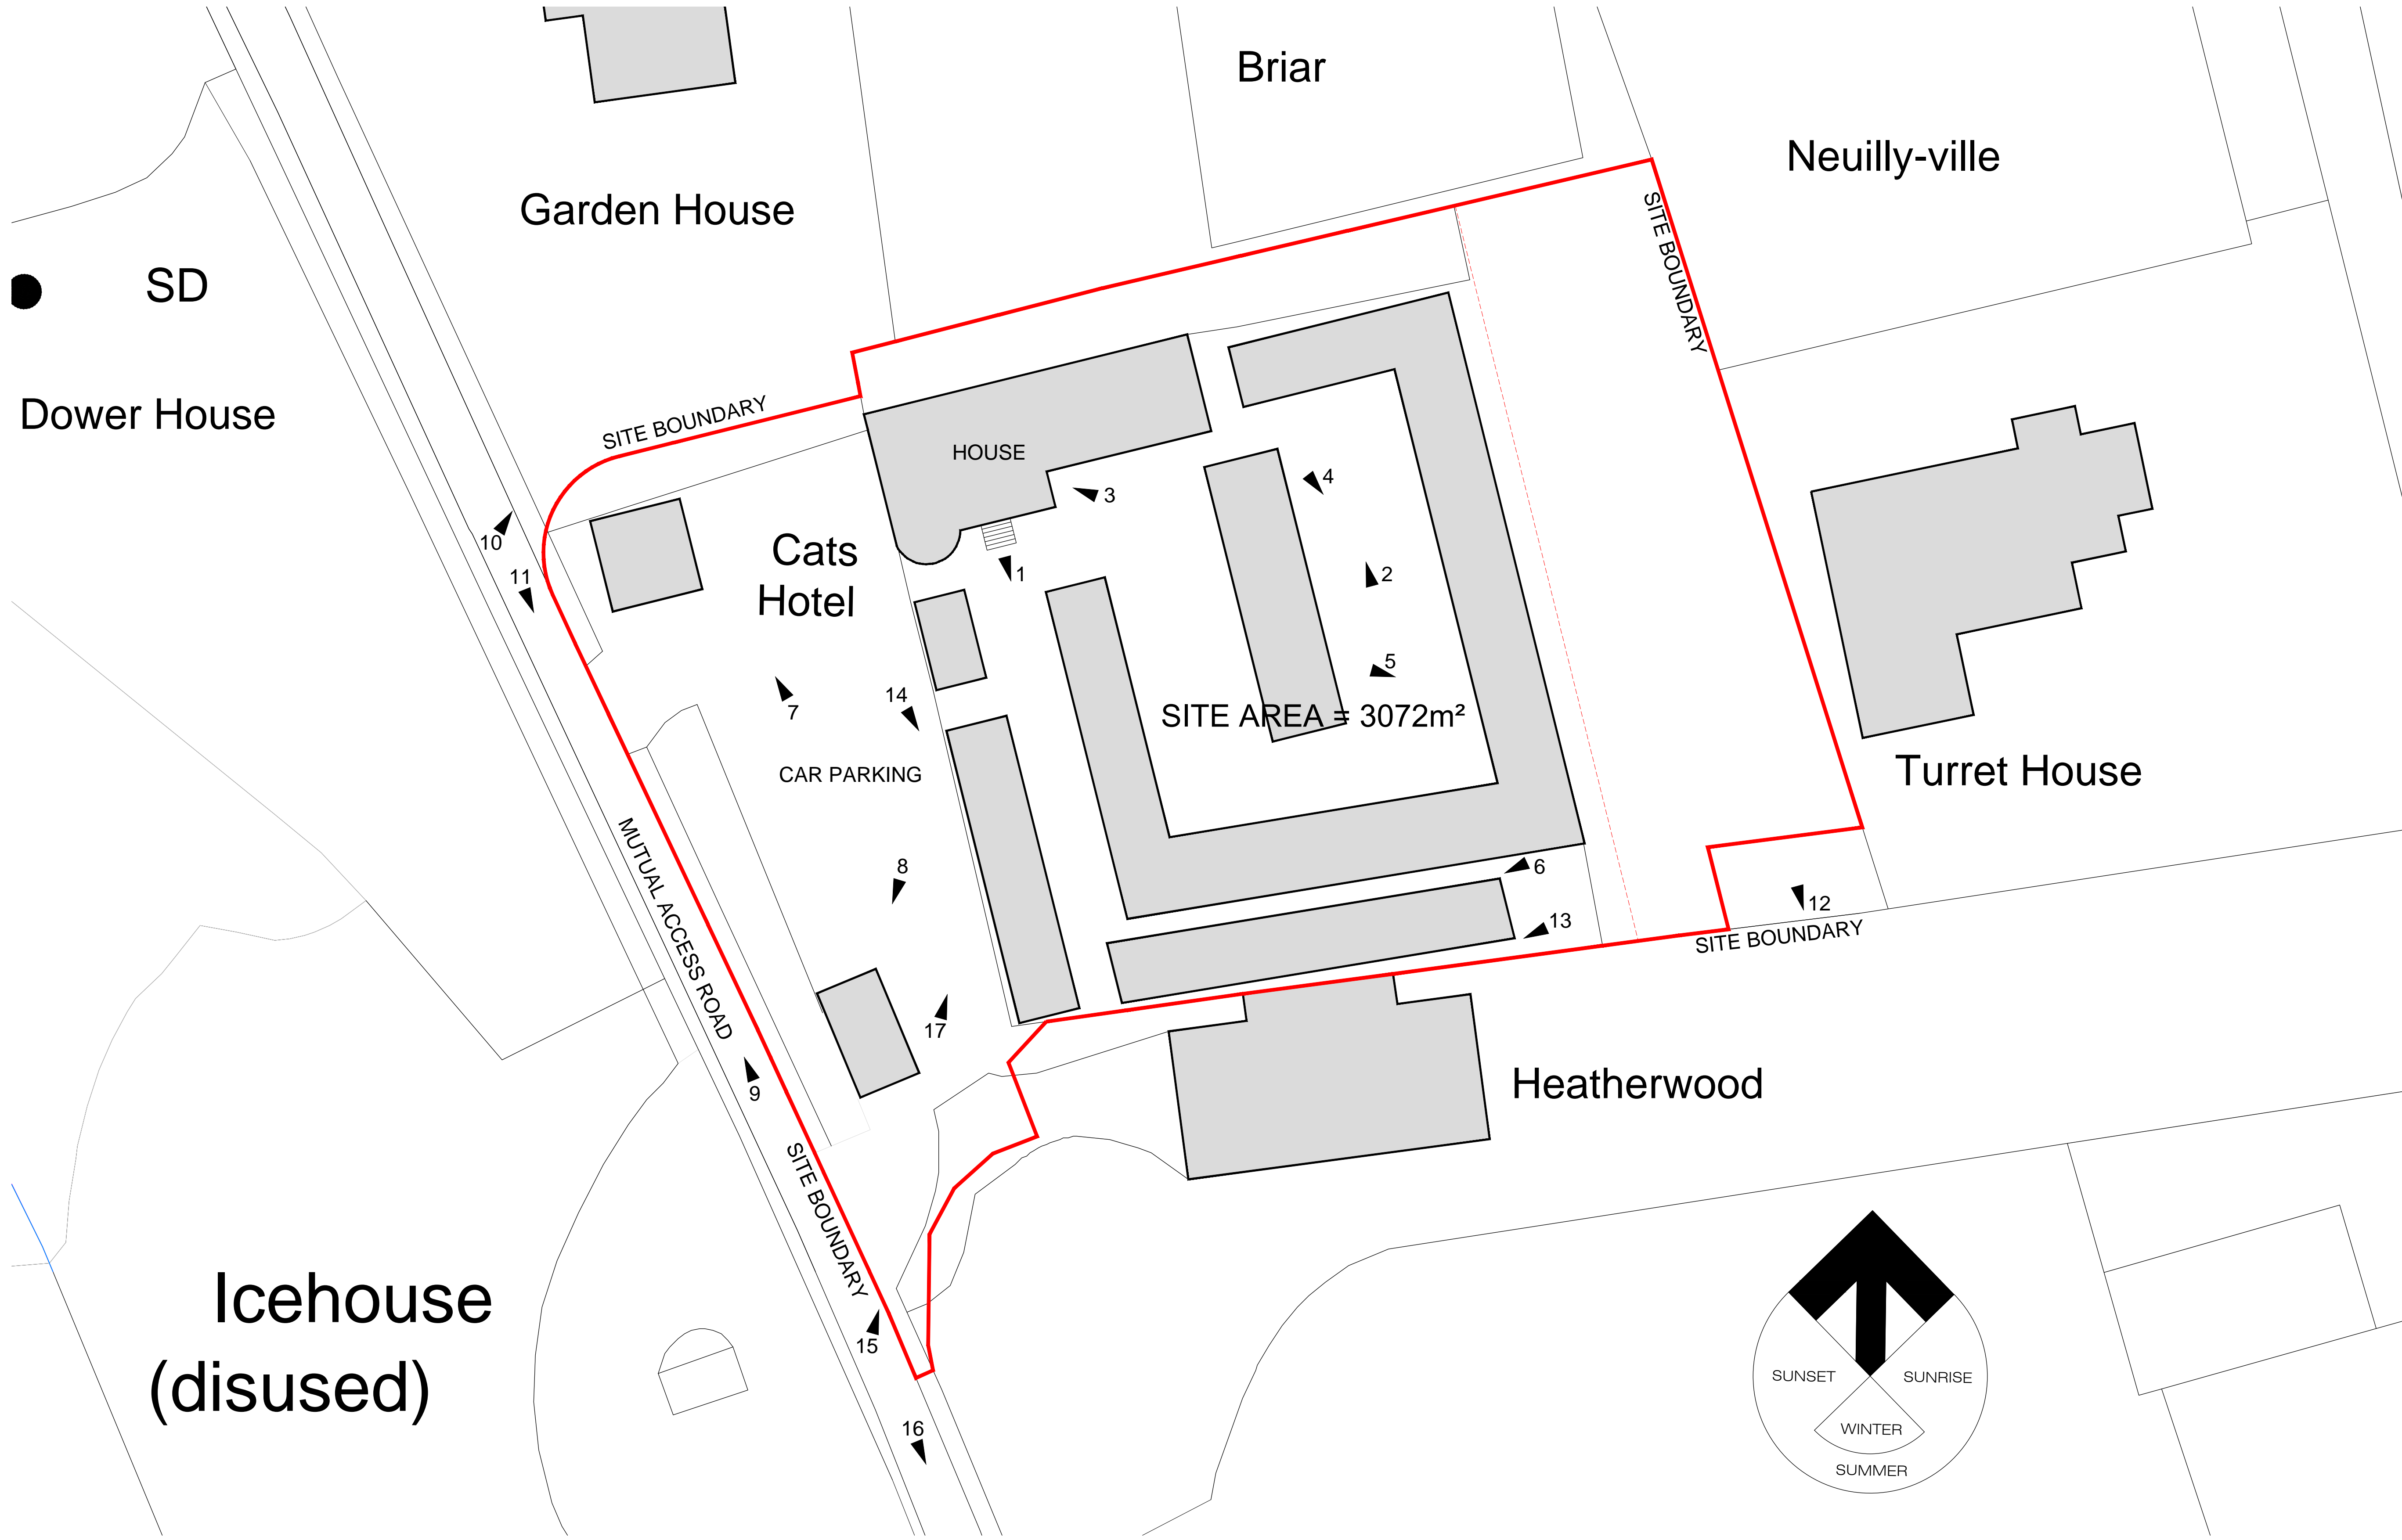 Briar
Neuilly-ville
Garden House
SITE BOUNDARY
SD
Dower House
SITE BOUNDARY
HOUSE
4
3
10
Cats
Hotel
11
1
2
5
14
7
SITE AREA = 3072m²
CAR PARKING
Turret House
MUTUAL ACCESS ROAD
8
6
12
13
SITE BOUNDARY
17
9
Heatherwood
SITE BOUNDARY
Icehouse
(disused)
15
16
SUNSET
SUNRISE
WINTER
SUMMER